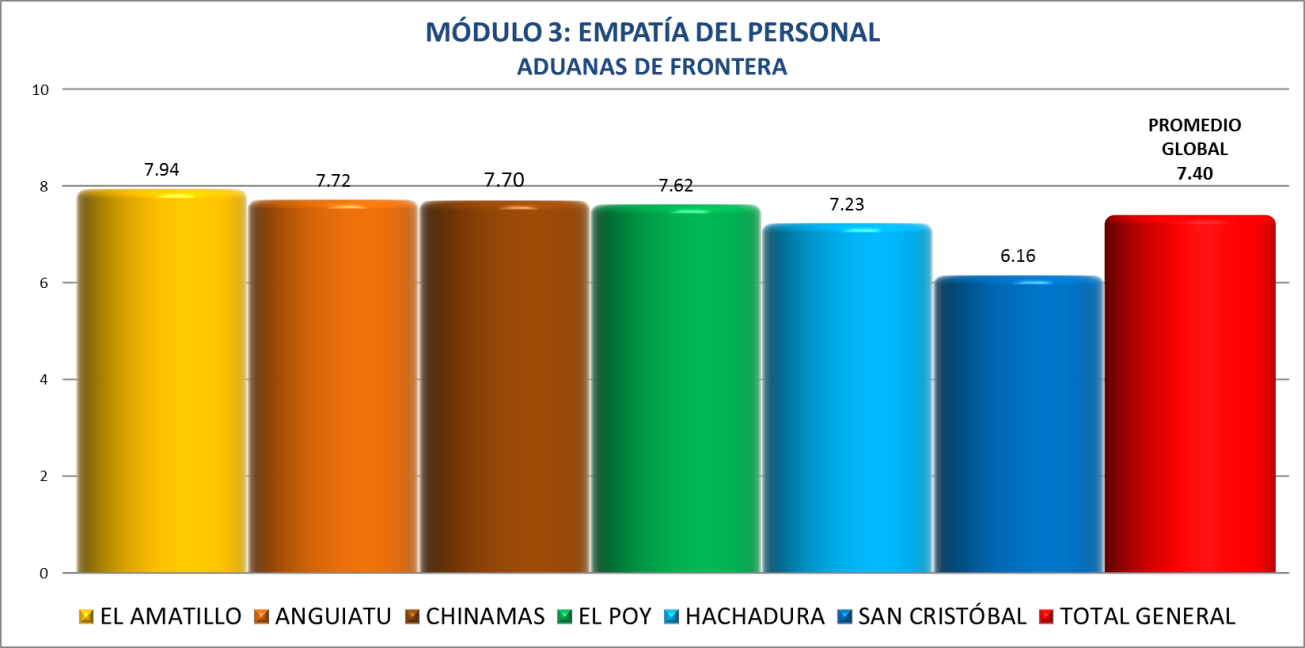 MÓDULO 3: EMPATÍA DEL PERSONAL
ADUANAS DE FRONTERA
10
8
6
4
2
0
7.94
7.72
7.70
7.62
7.23
6.16
PROMEDIO
GLOBAL
7.40
EL AMATILLO ANGUIATU CHINAMAS EL POY HACHADURA SAN CRISTÓBAL TOTAL GENERAL